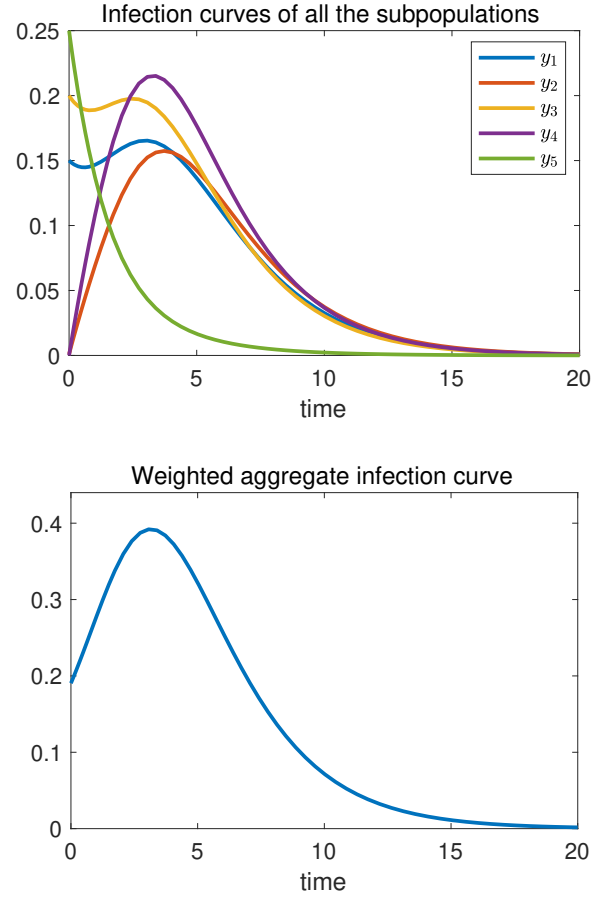 Infection curves of all the subpopulations
0.25
0.2
0.15
0.1
0.05
0
y1
y2
y3
y4
y5
0 5 10 15 20
time
Weighted aggregate infection curve
0.4
0.3
0.2
0.1
0
0 5 10 15 20
time